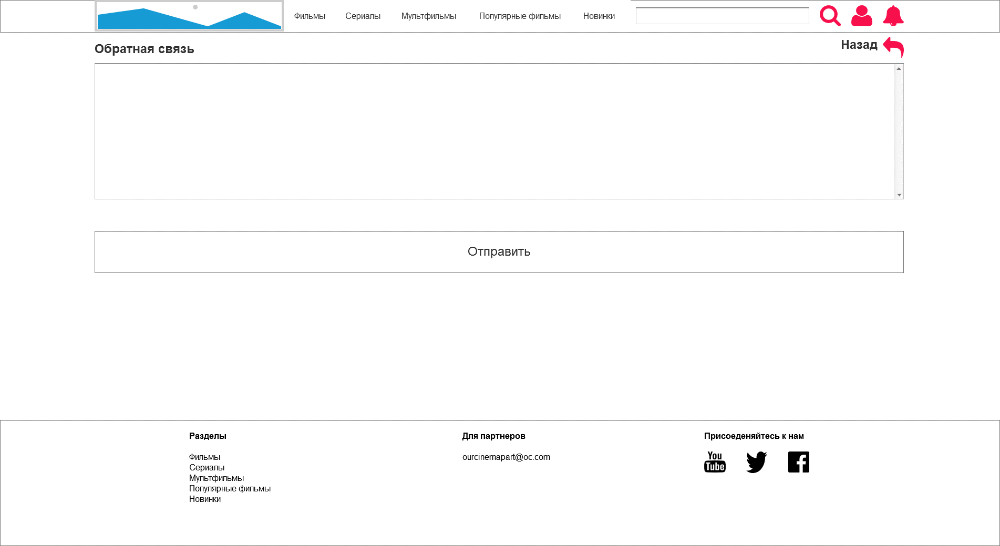 Фильмы Сериалы Мультфильмы Популярные фильмы Новинки
Обратная связь
Назад
Отправить
Разделы
Фильмы
Сериалы
Мультфильмы
Популярные фильмы
Новинки
Для партнеров
ourcinemapart@oc.com
Присоеденяйтесь к нам
You
Tube